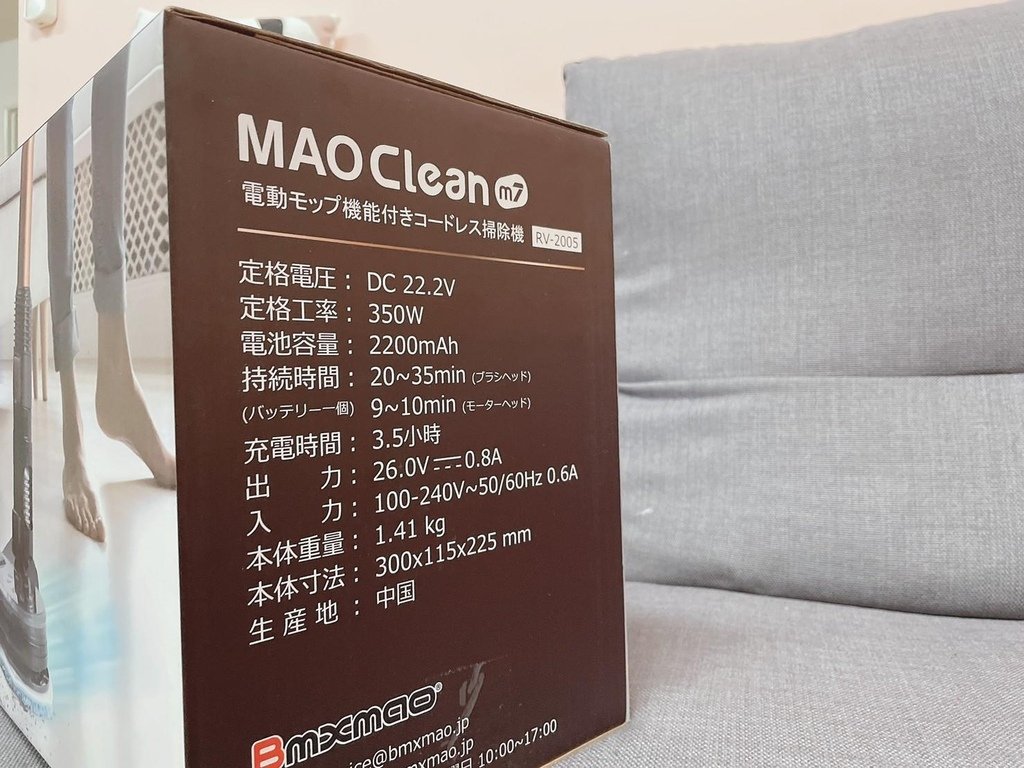 MAO Clean m7
電動モップ機能付きコードレス掃除機 RV-2005
定格電圧： DC 22.2V
定格工率： 350W
電池容量： 2200mAh
持続時間： 20~35min (ブラシヘッド)
(バッテリー一個) 9~10min (モーターヘッド)
充電時間： 3.5小時
出 力： 26.0V⎓0.8A
入 力： 100-240V~50/60Hz 0.6A
本体重量： 1.41 kg
本体寸法： 300x115x225 mm
生 産 地 ： 中国
Bmxmao®
ice@bmxmao.jp
mxmao.jp
10:00~17:00